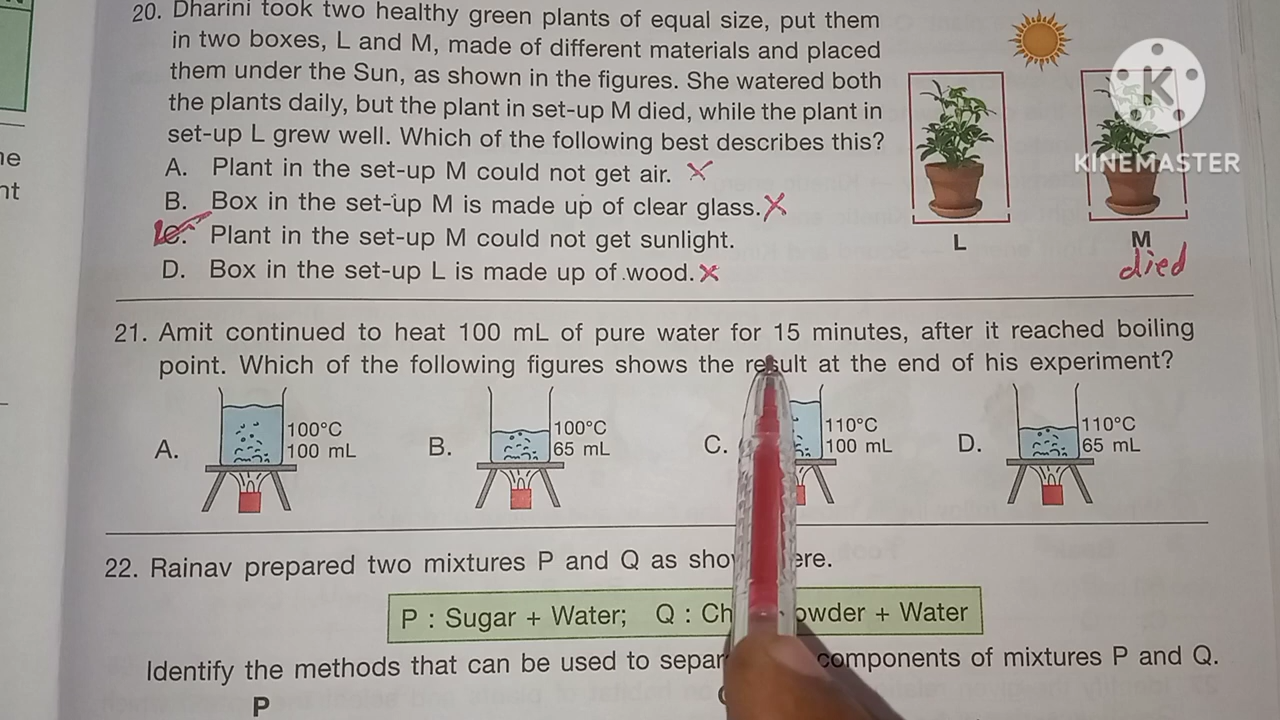 20. Dharini took two healthy green plants of equal size, put them
in two boxes, L and M, made of different materials and placed
them under the Sun, as shown in the figures. She watered both
the plants daily, but the plant in set-up M died, while the plant in
set-up L grew well. Which of the following best describes this?
A. Plant in the set-up M could not get air. ✗
B. Box in the set-up M is made up of clear glass. ✗
C. Plant in the set-up M could not get sunlight.
D. Box in the set-up L is made up of wood. ✗
L
M
died
K
KINEMASTER
21. Amit continued to heat 100 mL of pure water for 15 minutes, after it reached boiling
point. Which of the following figures shows the result at the end of his experiment?
A. 100°C
100 mL
B. 100°C
65 mL
C. 110°C
100 mL
D. 110°C
65 mL
22. Rainav prepared two mixtures P and Q as
P : Sugar + Water; Q : + Water
Identify the methods that can be used to components of mixtures P and Q.
P